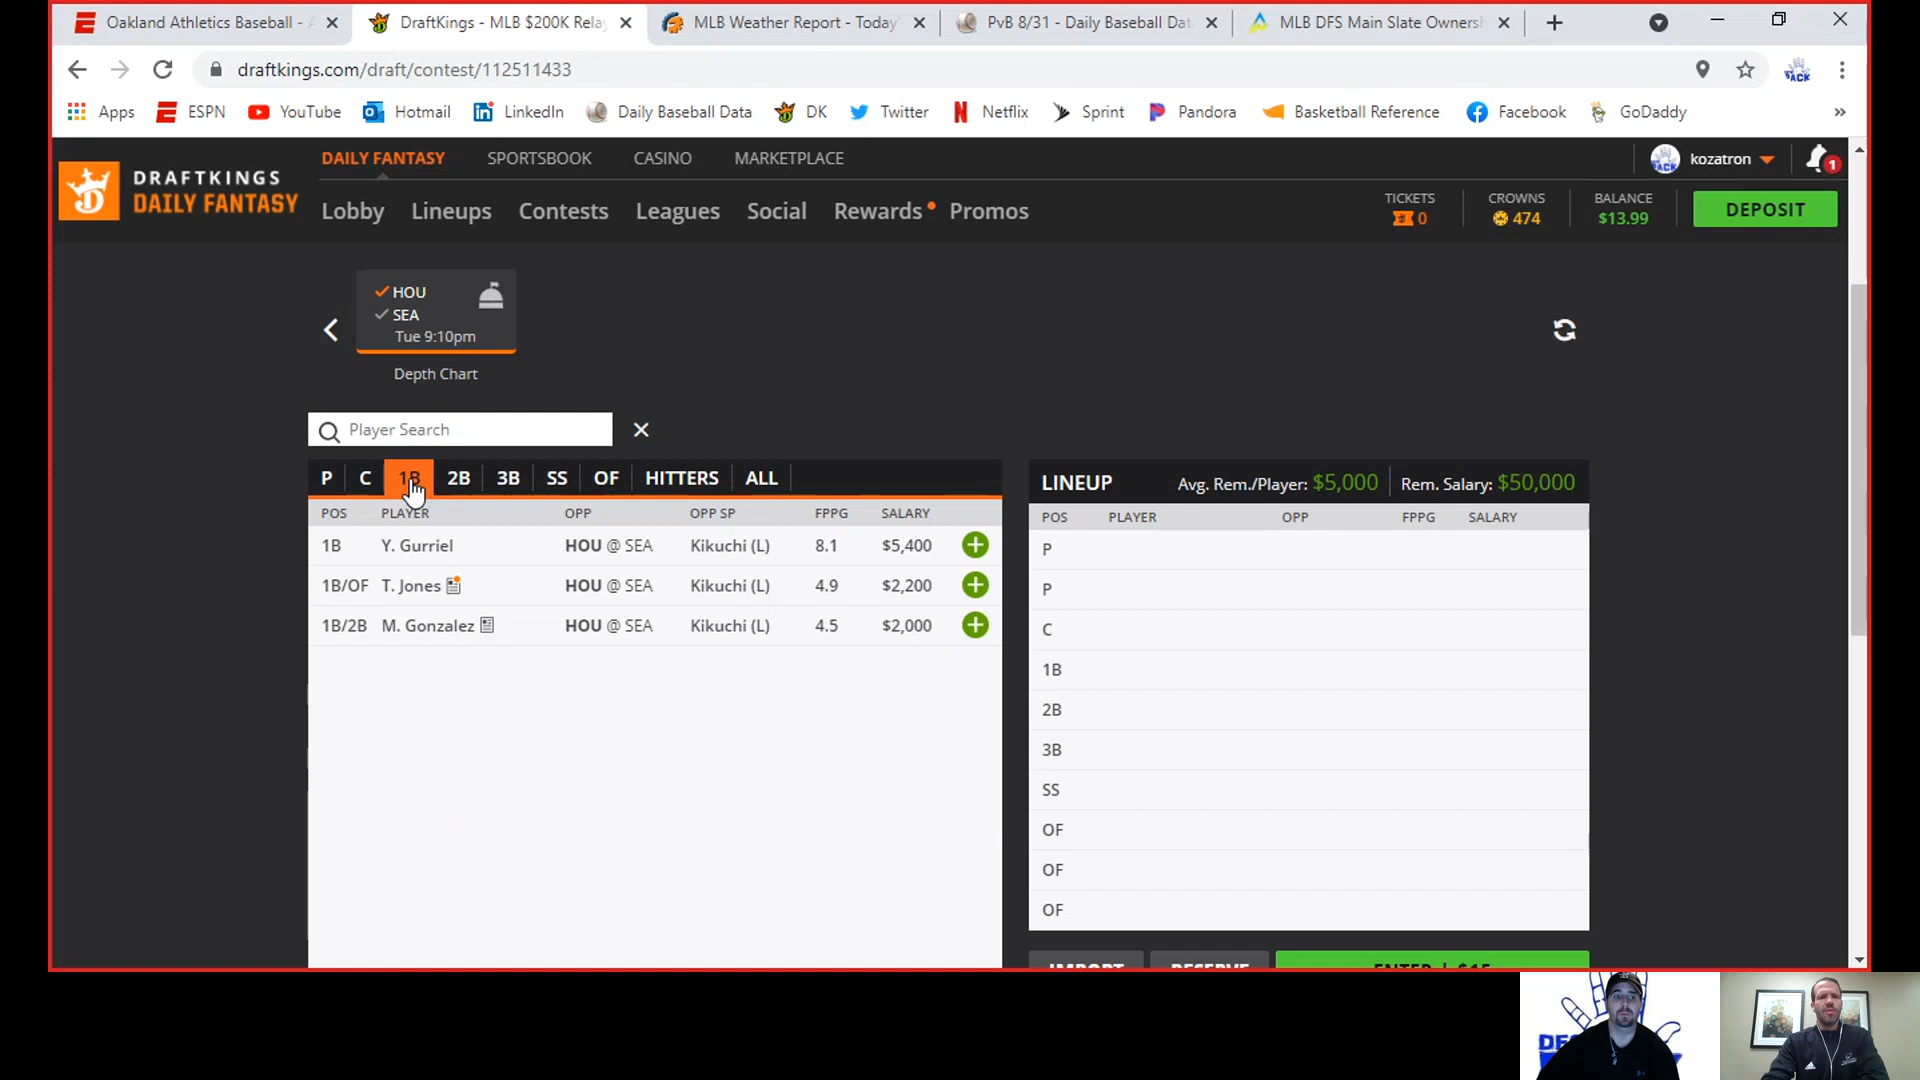 Oakland Athletics Baseball -
DraftKings - MLB $200K Relay
MLB Weather Report - Today'
PvB 8/31 - Daily Baseball Dat
MLB DFS Main Slate Ownersh
draftkings.com/draft/contest/112511433
Apps
ESPN
YouTube
Hotmail
LinkedIn
Daily Baseball Data
DK
Twitter
Netflix
Sprint
Pandora
Basketball Reference
Facebook
GoDaddy
DRAFTKINGS
DAILY FANTASY
DAILY FANTASY SPORTSBOOK CASINO MARKETPLACE
kozatron
1
Lobby Lineups Contests Leagues Social Rewards Promos
TICKETS
0
CROWNS
474
BALANCE
$13.99
DEPOSIT
HOU
SEA
Tue 9:10pm
Depth Chart
Player Search
P C 1B 2B 3B SS OF HITTERS ALL
POS PLAYER OPP OPP SP FPPG SALARY
1B Y. Gurriel HOU @ SEA Kikuchi (L) 8.1 $5,400
1B/OF T. Jones HOU @ SEA Kikuchi (L) 4.9 $2,200
1B/2B M. Gonzalez HOU @ SEA Kikuchi (L) 4.5 $2,000
LINEUP Avg. Rem./Player: $5,000 Rem. Salary: $50,000
POS PLAYER OPP FPPG SALARY
P
P
C
1B
2B
3B
SS
OF
OF
OF
IMPORT RESERVE ENTER | $15